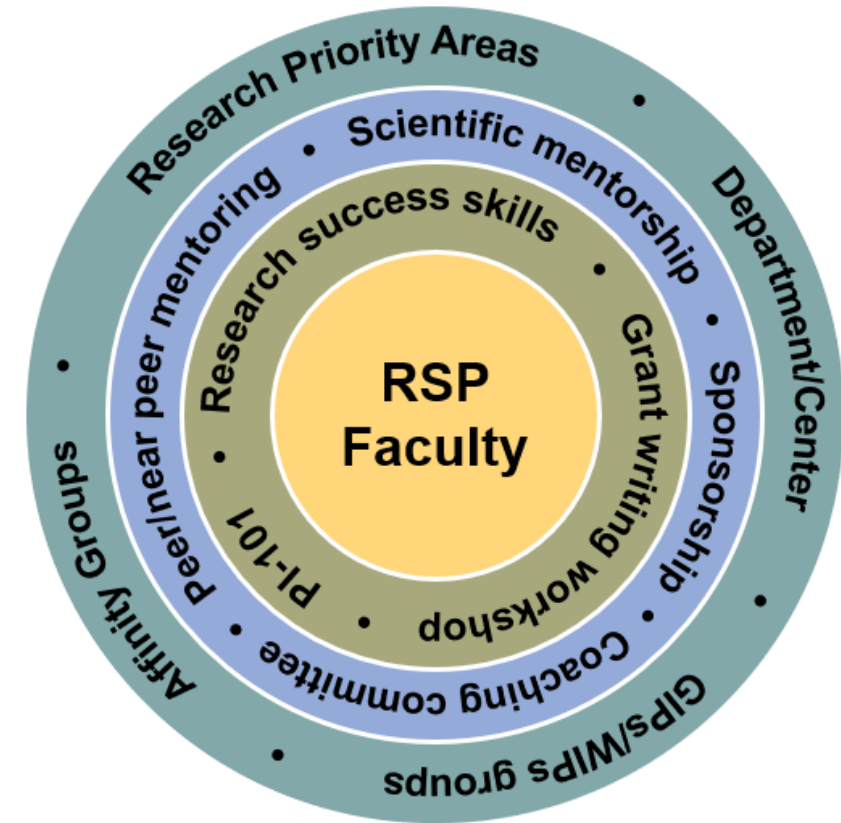 Research Priority Areas • Department/Center • GIPs/WIPs groups • Affinity Groups •
Scientific mentorship • Sponsorship • Coaching committee • Peer/near peer mentoring •
Research success skills • Grant writing workshop • PI-101 •
RSP
Faculty